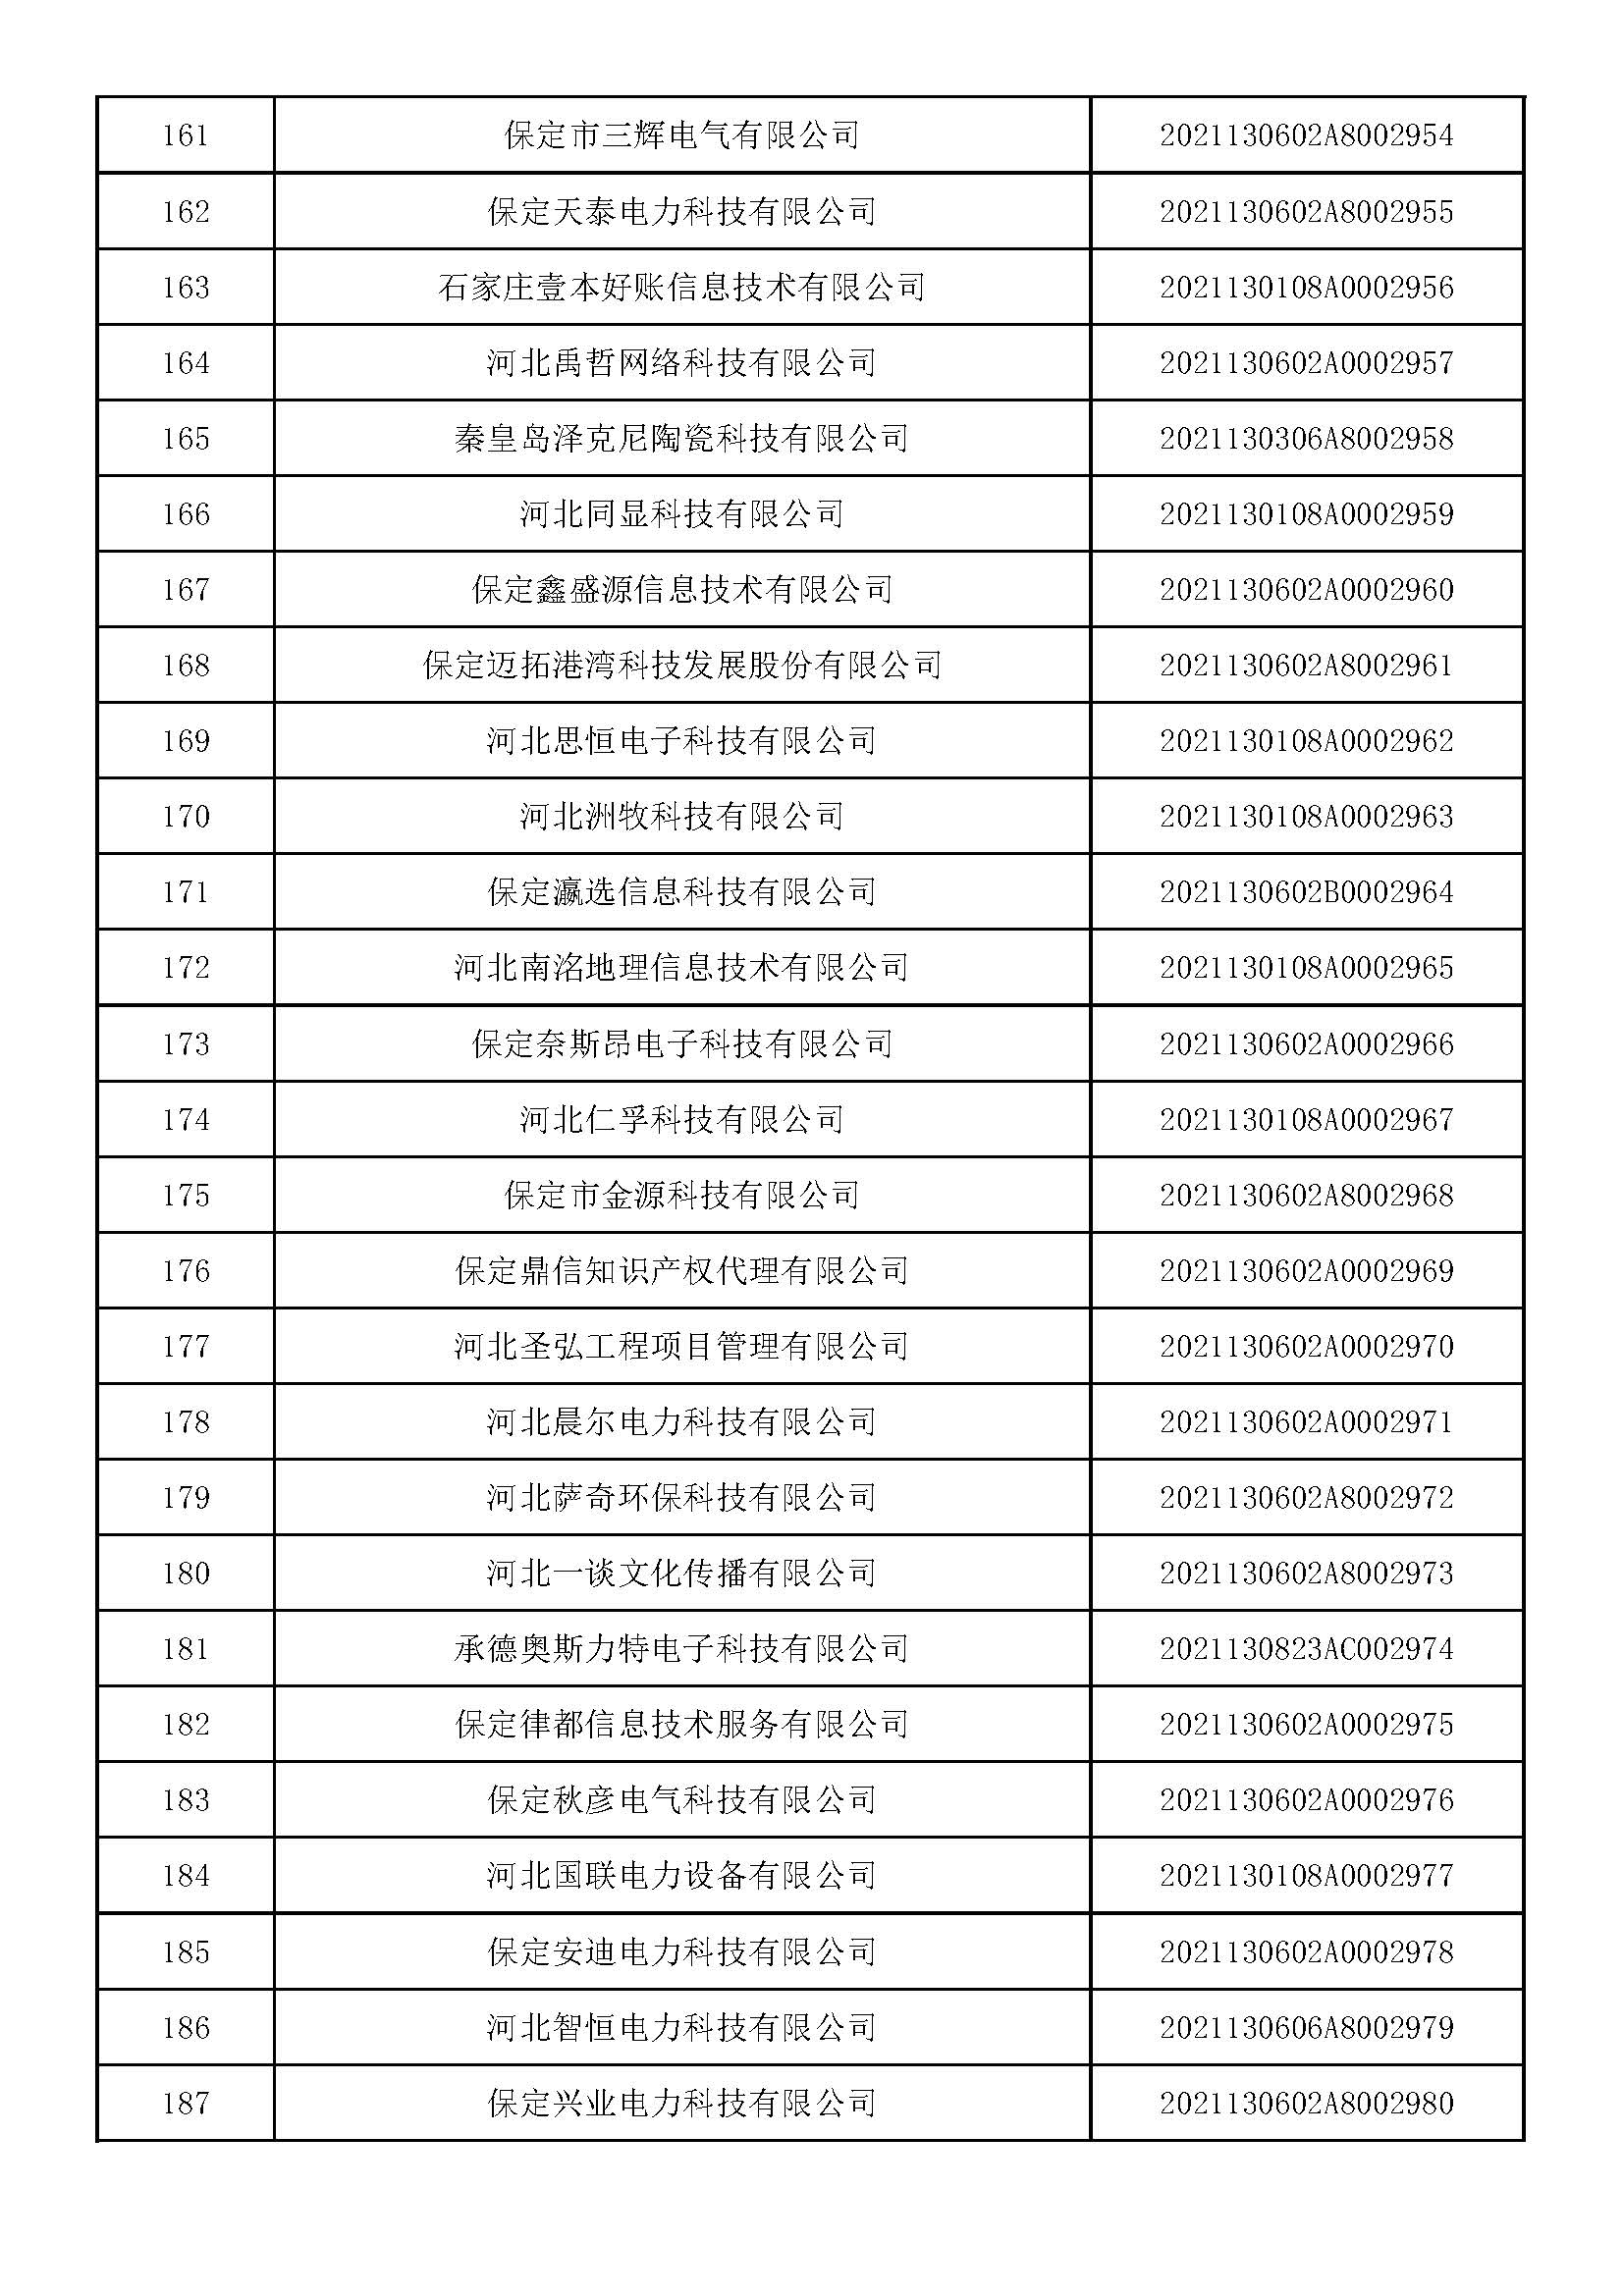 161 保定市三辉电气有限公司 2021130602A8002954
162 保定天泰电力科技有限公司 2021130602A8002955
163 石家庄壹本好账信息技术有限公司 2021130108A0002956
164 河北禹哲网络科技有限公司 2021130602A0002957
165 秦皇岛泽克尼陶瓷科技有限公司 2021130306A8002958
166 河北同显科技有限公司 2021130108A0002959
167 保定鑫盛源信息技术有限公司 2021130602A0002960
168 保定迈拓港湾科技发展股份有限公司 2021130602A8002961
169 河北思恒电子科技有限公司 2021130108A0002962
170 河北洲牧科技有限公司 2021130108A0002963
171 保定瀛选信息科技有限公司 2021130602B0002964
172 河北南洺地理信息技术有限公司 2021130108A0002965
173 保定奈斯昂电子科技有限公司 2021130602A0002966
174 河北仁孚科技有限公司 2021130108A0002967
175 保定市金源科技有限公司 2021130602A8002968
176 保定鼎信知识产权代理有限公司 2021130602A0002969
177 河北圣弘工程项目管理有限公司 2021130602A0002970
178 河北晨尔电力科技有限公司 2021130602A0002971
179 河北萨奇环保科技有限公司 2021130602A8002972
180 河北一谈文化传播有限公司 2021130602A8002973
181 承德奥斯力特电子科技有限公司 2021130823AC002974
182 保定律都信息技术服务有限公司 2021130602A0002975
183 保定秋彦电气科技有限公司 2021130602A0002976
184 河北国联电力设备有限公司 2021130108A0002977
185 保定安迪电力科技有限公司 2021130602A0002978
186 河北智恒电力科技有限公司 2021130606A8002979
187 保定兴业电力科技有限公司 2021130602A8002980